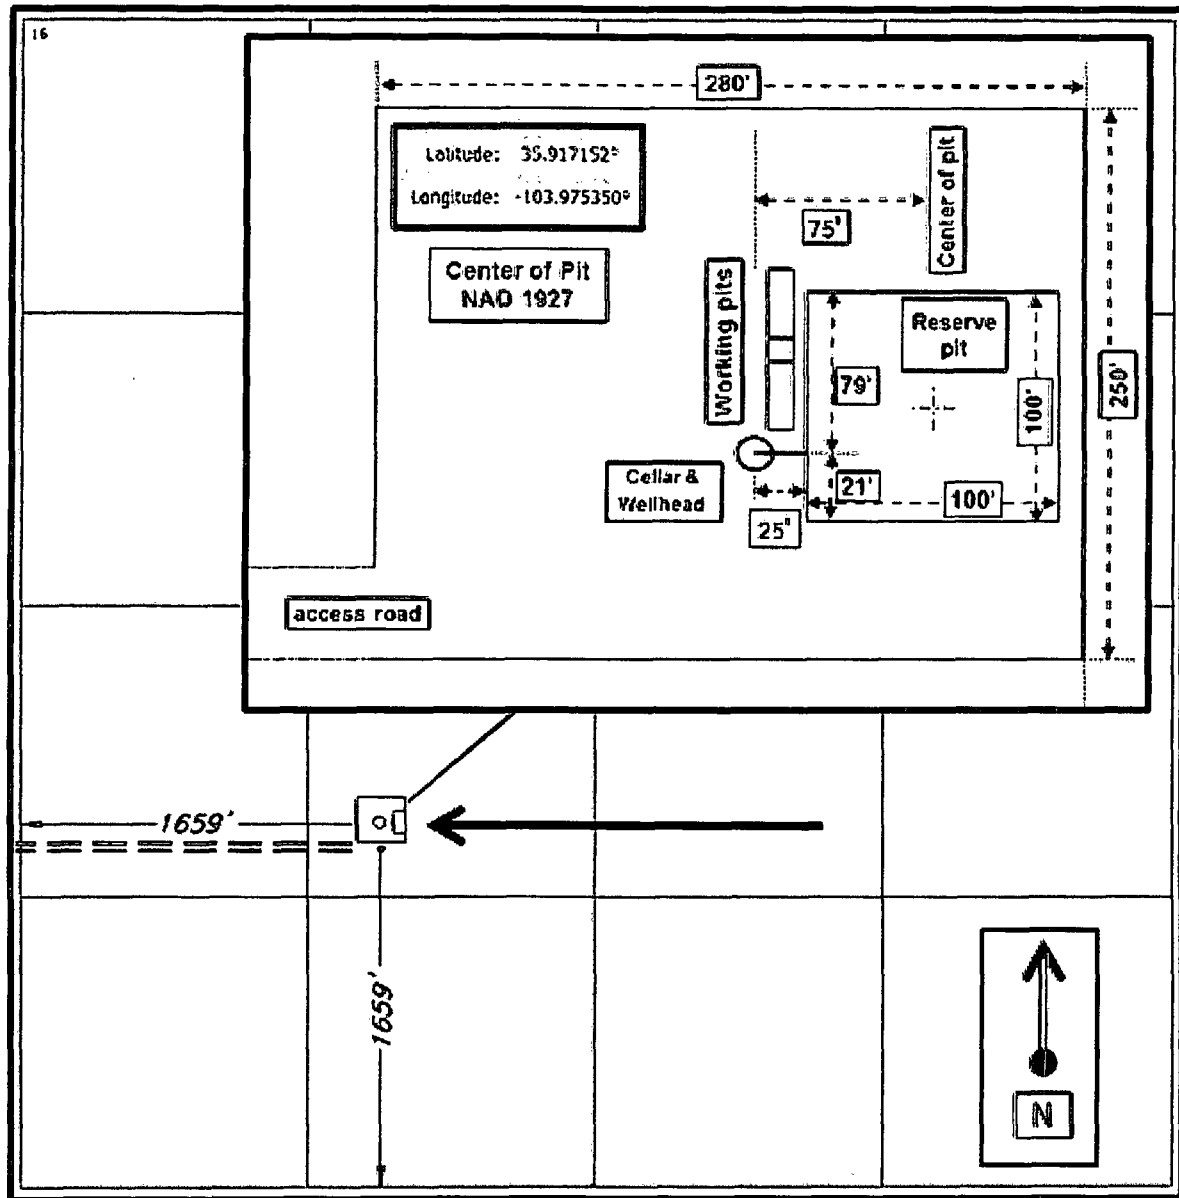 16
280'
Latitude: 35.917152°
Longitude: -103.975350°
Center of Pit
NAD 1927
75'
Center of pit
Working pits
Reserve
pit
79'
100'
250'
Cellar &
Wellhead
21'
100'
25'
access road
1659'
1659'
N